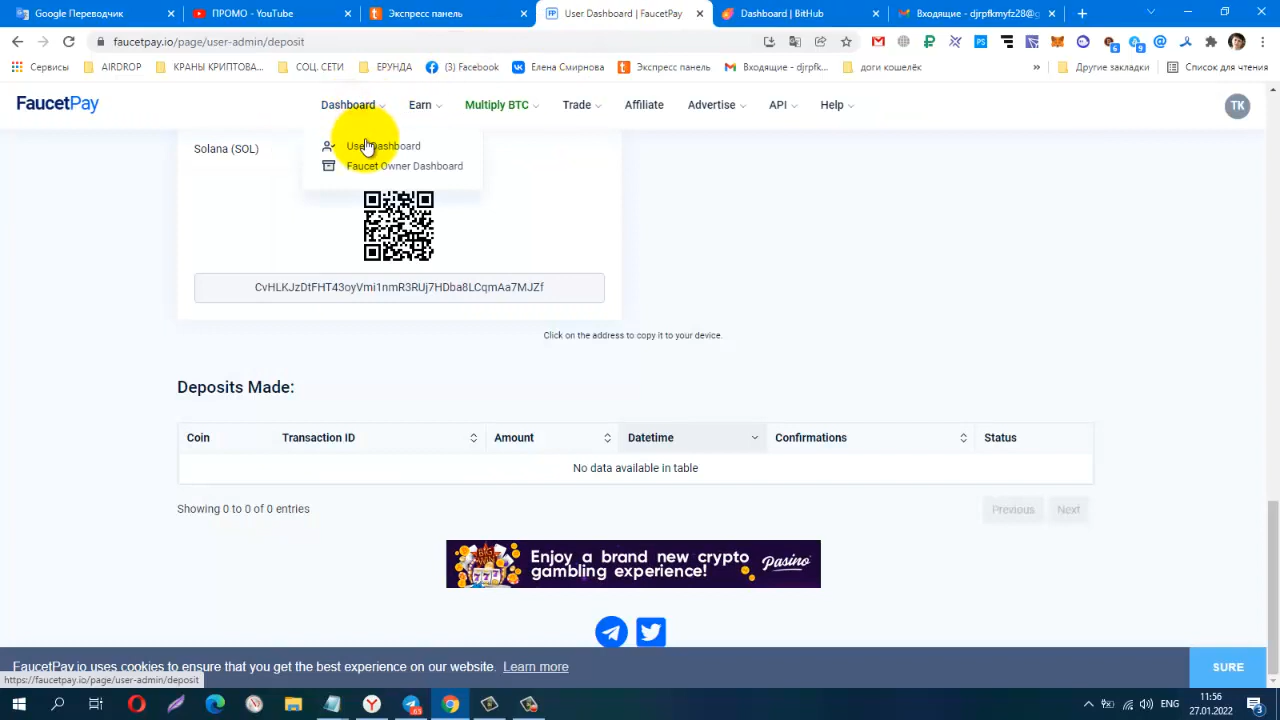 Google Переводчик
ПРОМО - YouTube
Экспресс панель
User Dashboard | FaucetPay
Dashboard | BitHub
Входящие - djrpfkmyfz28@g
faucetpay.io/page/user-admin/deposit
Сервисы
AIRDROP
КРАНЫ КРИПТОВА...
СОЦ. СЕТИ
ЕРУНДА
(3) Facebook
Елена Смирнова
Экспресс панель
Входящие - djrpfk...
доги кошелёк
»
Другие закладки
Список для чтения
FaucetPay
Dashboard
Earn
Multiply BTC
Trade
Affiliate
Advertise
API
Help
TK
User Dashboard
Faucet Owner Dashboard
Solana (SOL)
CvHLKJzDtFHT43oyVmi1nmR3RUj7HDba8LCqmAa7MJZf
Click on the address to copy it to your device.
Deposits Made:
Coin
Transaction ID
Amount
Datetime
Confirmations
Status
No data available in table
Showing 0 to 0 of 0 entries
Previous
Next
Enjoy a brand new crypto
gambling experience!
Pasino
FaucetPay.io uses cookies to ensure that you get the best experience on our website. Learn more
SURE
https://faucetpay.io/page/user-admin/deposit
ENG
11:56
27.01.2022